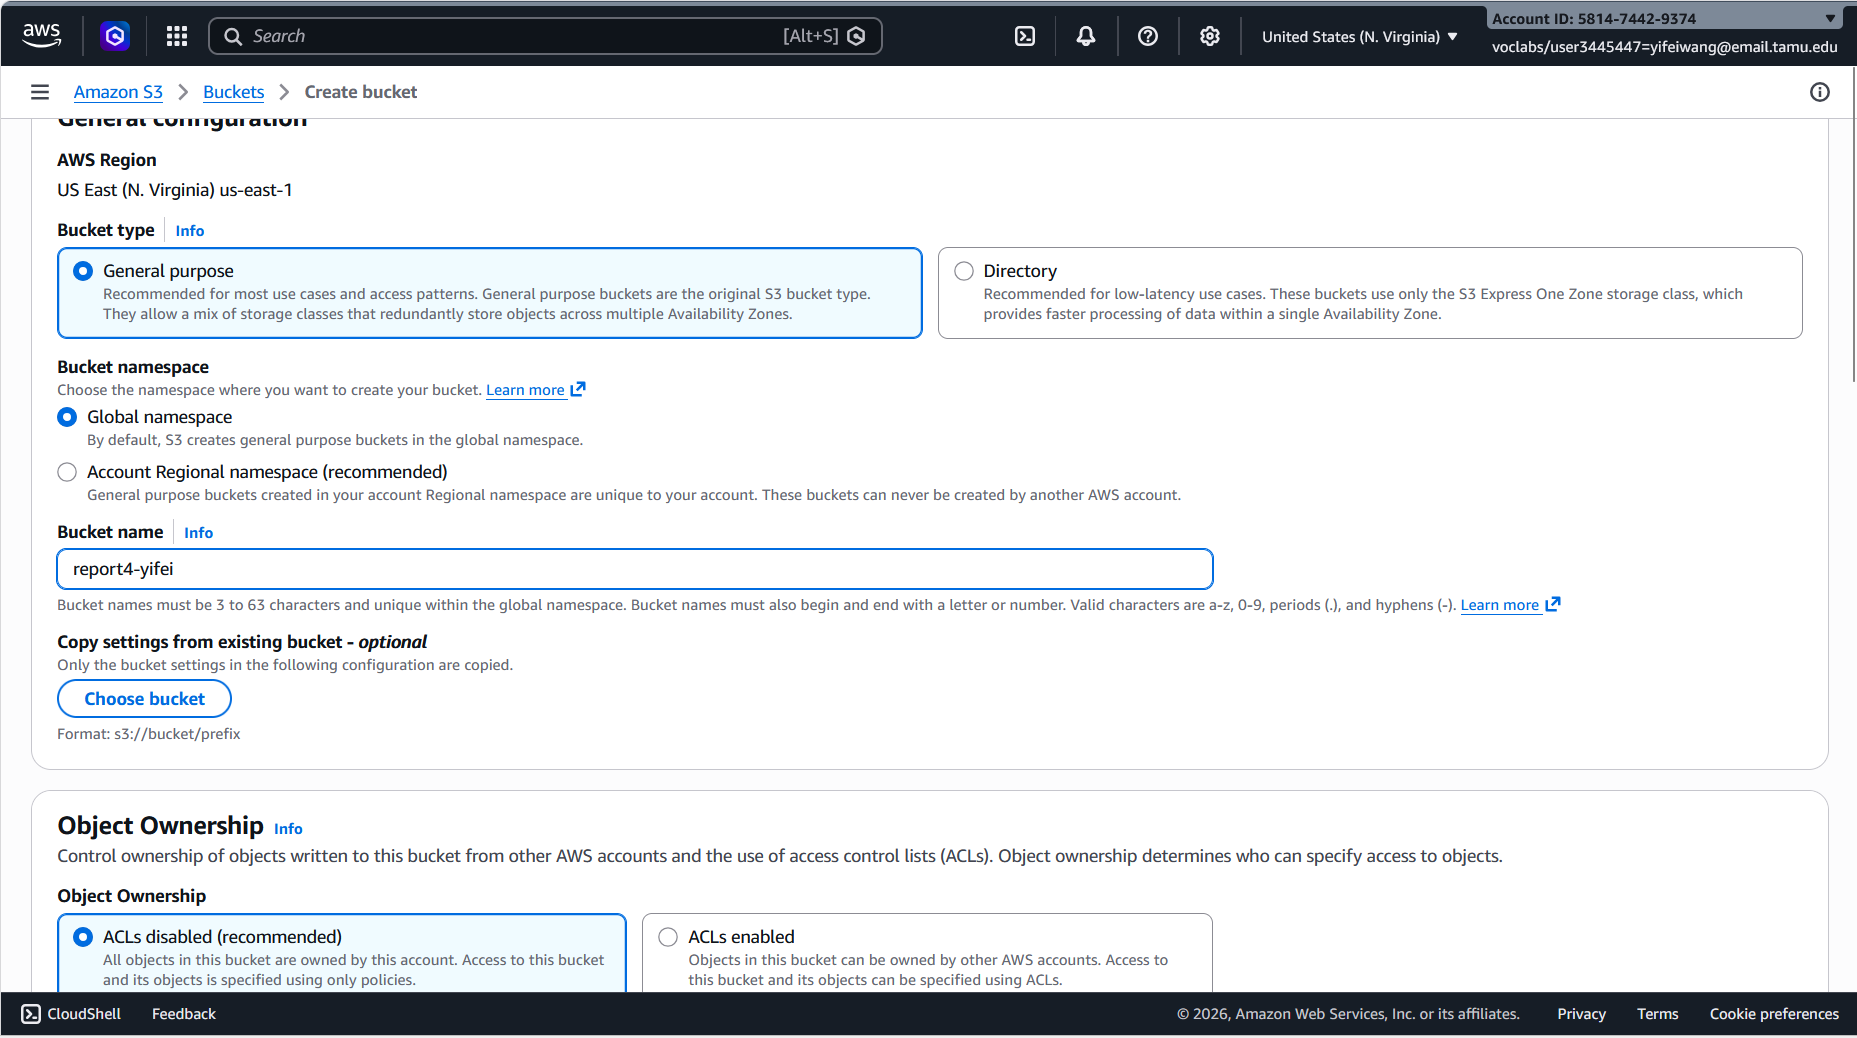 aws
Search [Alt+S]
United States (N. Virginia)
Account ID: 5814-7442-9374
voclabs/user3445447=yifeiwang@email.tamu.edu
Amazon S3 > Buckets > Create bucket
General configuration
AWS Region
US East (N. Virginia) us-east-1
Bucket type Info
General purpose
Recommended for most use cases and access patterns. General purpose buckets are the original S3 bucket type.
They allow a mix of storage classes that redundantly store objects across multiple Availability Zones.
Directory
Recommended for low-latency use cases. These buckets use only the S3 Express One Zone storage class, which
provides faster processing of data within a single Availability Zone.
Bucket namespace
Choose the namespace where you want to create your bucket. Learn more
Global namespace
By default, S3 creates general purpose buckets in the global namespace.
Account Regional namespace (recommended)
General purpose buckets created in your account Regional namespace are unique to your account. These buckets can never be created by another AWS account.
Bucket name Info
report4-yifei
Bucket names must be 3 to 63 characters and unique within the global namespace. Bucket names must also begin and end with a letter or number. Valid characters are a-z, 0-9, periods (.), and hyphens (-). Learn more
Copy settings from existing bucket - optional
Only the bucket settings in the following configuration are copied.
Choose bucket
Format: s3://bucket/prefix
Object Ownership Info
Control ownership of objects written to this bucket from other AWS accounts and the use of access control lists (ACLs). Object ownership determines who can specify access to objects.
Object Ownership
ACLs disabled (recommended)
All objects in this bucket are owned by this account. Access to this bucket
and its objects is specified using only policies.
ACLs enabled
Objects in this bucket can be owned by other AWS accounts. Access to
this bucket and its objects can be specified using ACLs.
CloudShell Feedback © 2026, Amazon Web Services, Inc. or its affiliates. Privacy Terms Cookie preferences